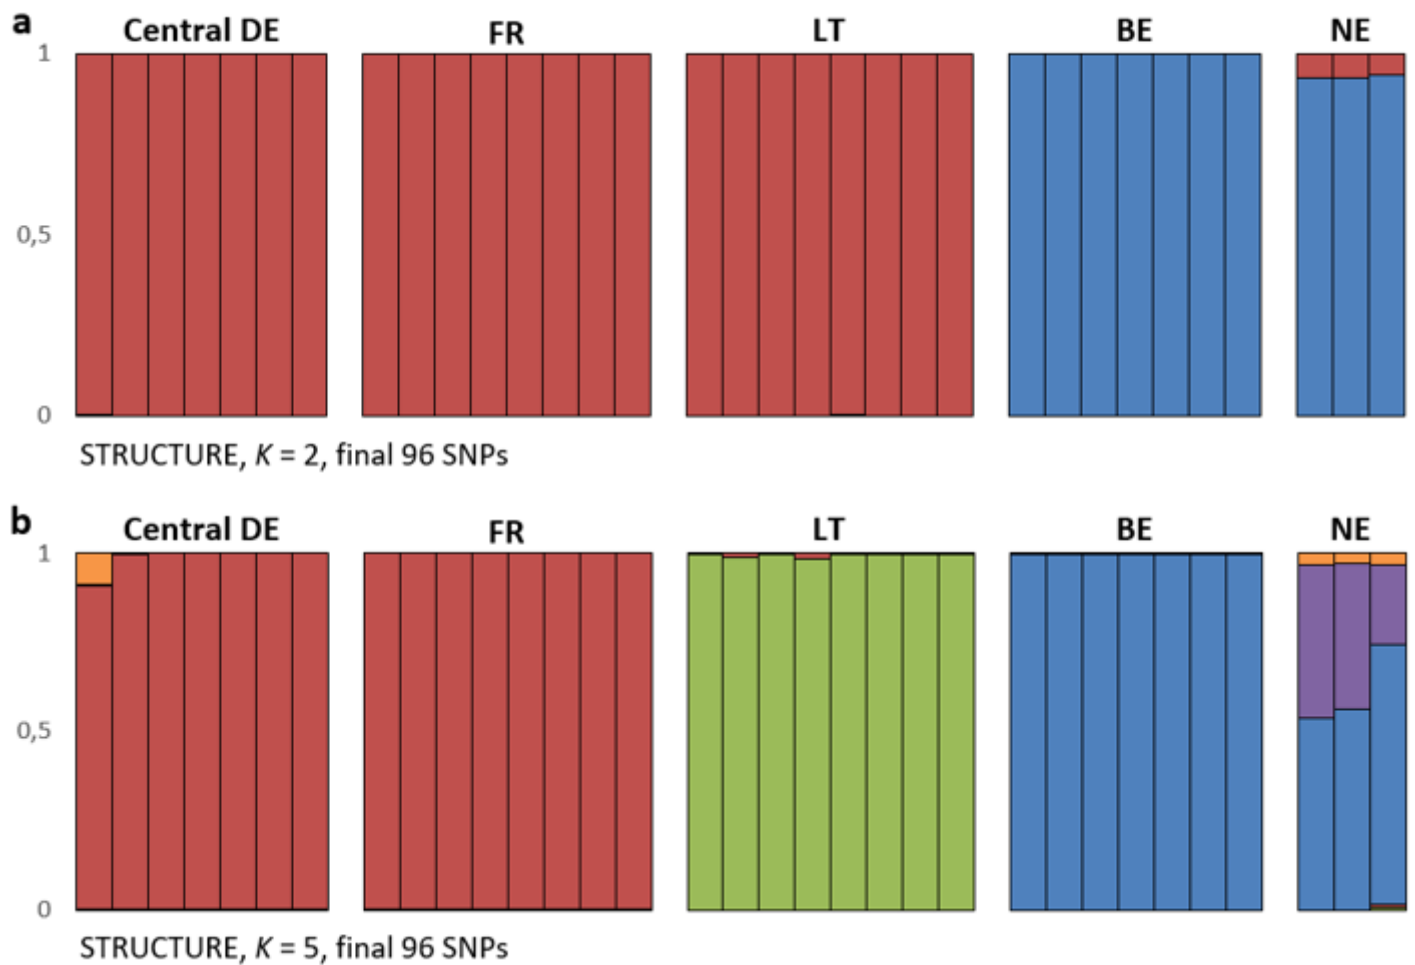 a
Central DE FR LT BE NE
1
0,5
0
STRUCTURE, K = 2, final 96 SNPs
b
Central DE FR LT BE NE
1
0,5
0
STRUCTURE, K = 5, final 96 SNPs